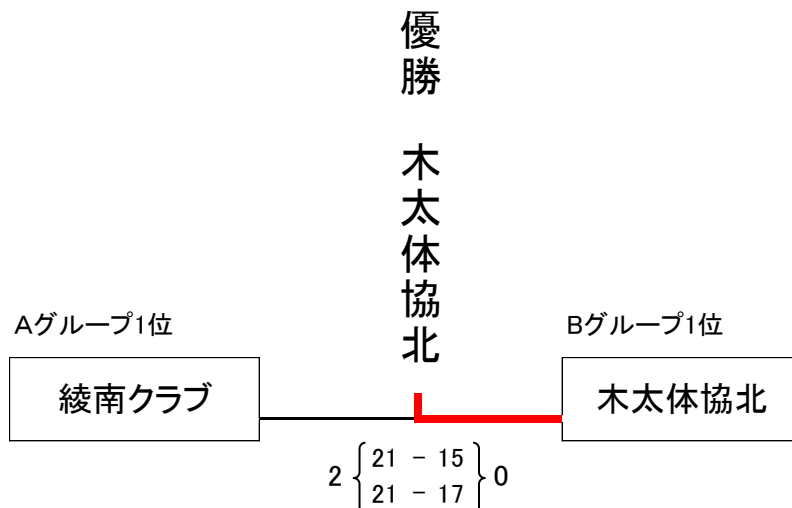 優勝　木太体協北
Aグループ1位
Bグループ1位
綾南クラブ
木太体協北
2 { 21 - 15 } 0
21 - 17